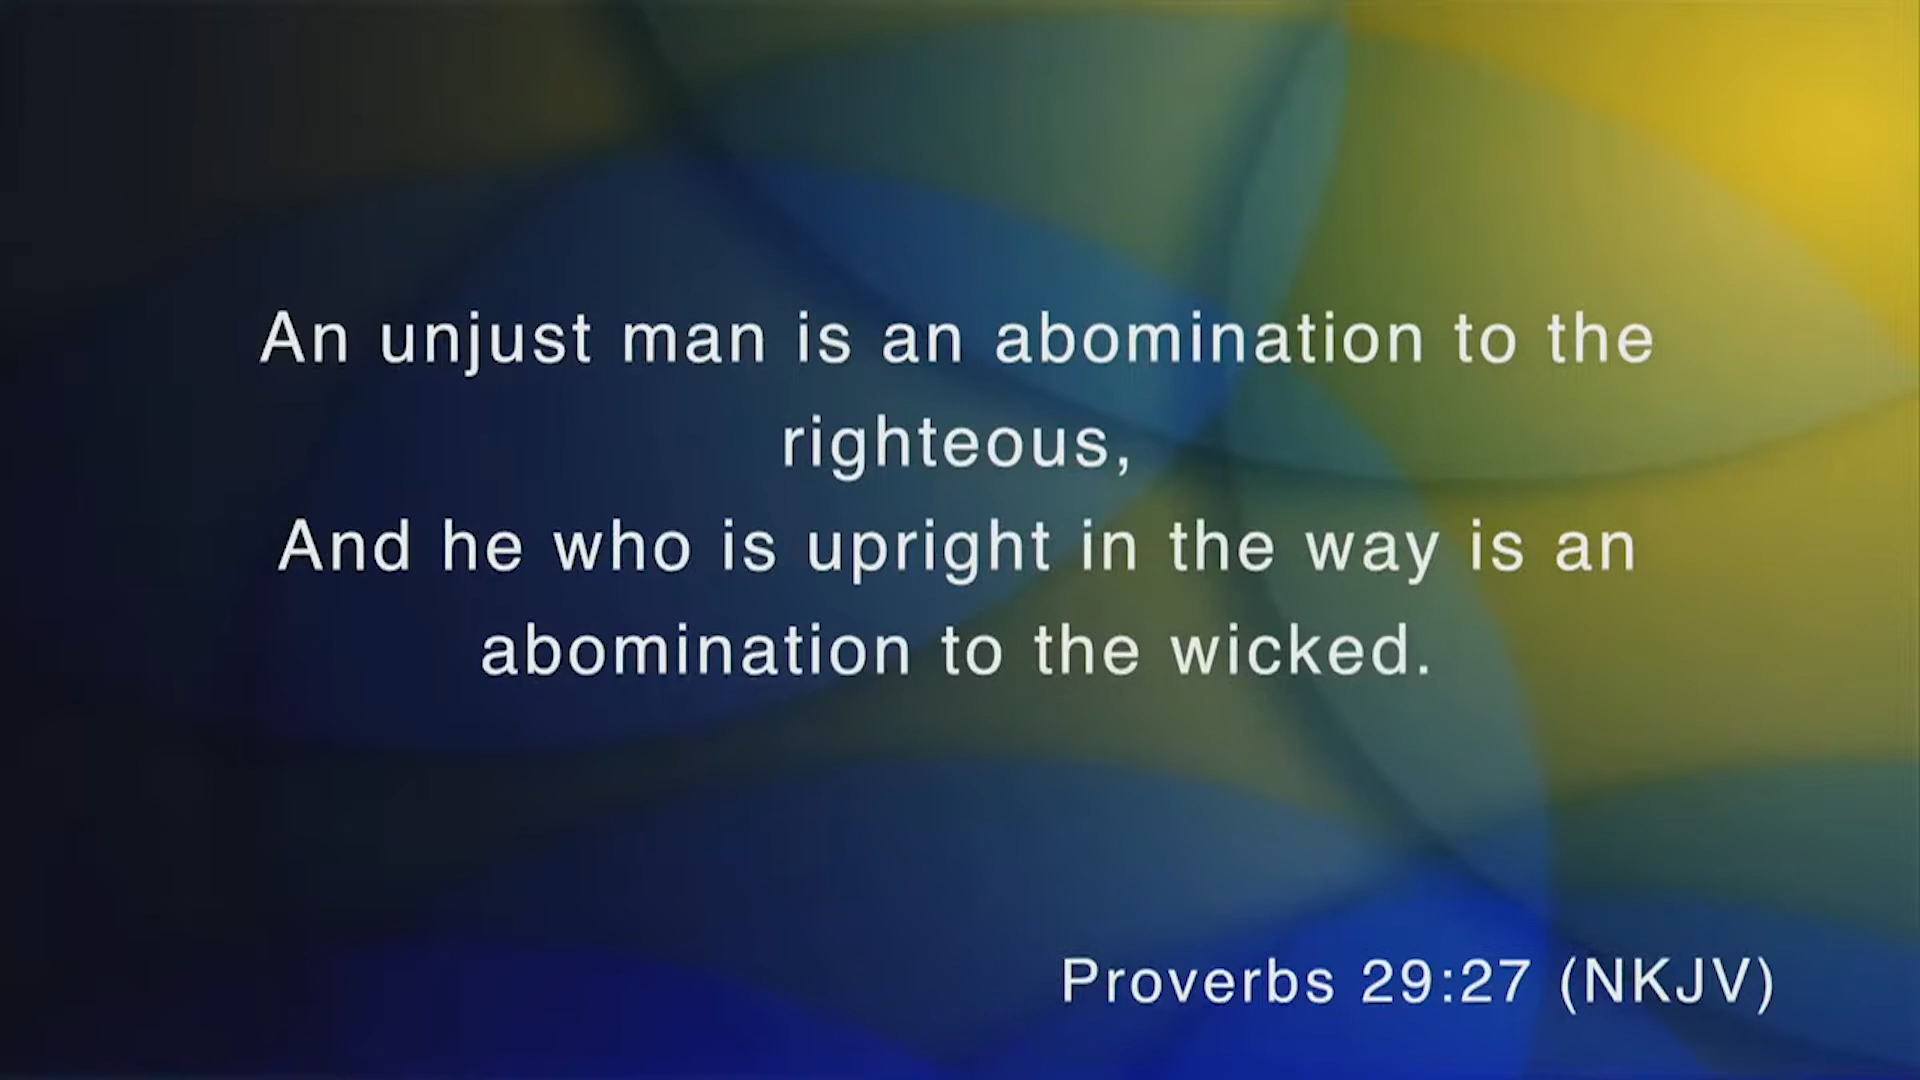 An unjust man is an abomination to the
righteous,
And he who is upright in the way is an
abomination to the wicked.
Proverbs 29:27 (NKJV)